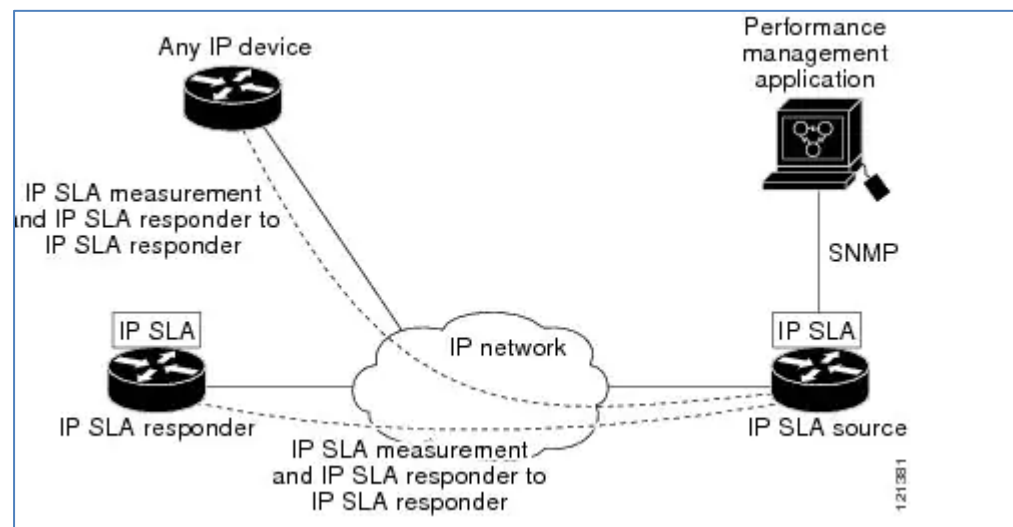 Any IP device
Performance
management
application
IP SLA measurement
and IP SLA responder to
IP SLA responder
SNMP
IP SLA
IP network
IP SLA
IP SLA responder
IP SLA source
IP SLA measurement
and IP SLA responder to
IP SLA responder
121381